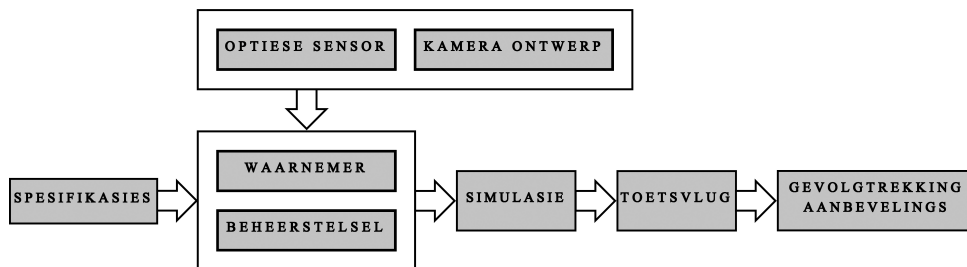 OPTIESE SENSOR
KAMERA ONTWERP
WAARNEMER
SPESIFIKASIES
BEHEERSTELSEL
SIMULASIE
TOETSVLUG
GEVOLGTREKKING
AANBEVELINGS